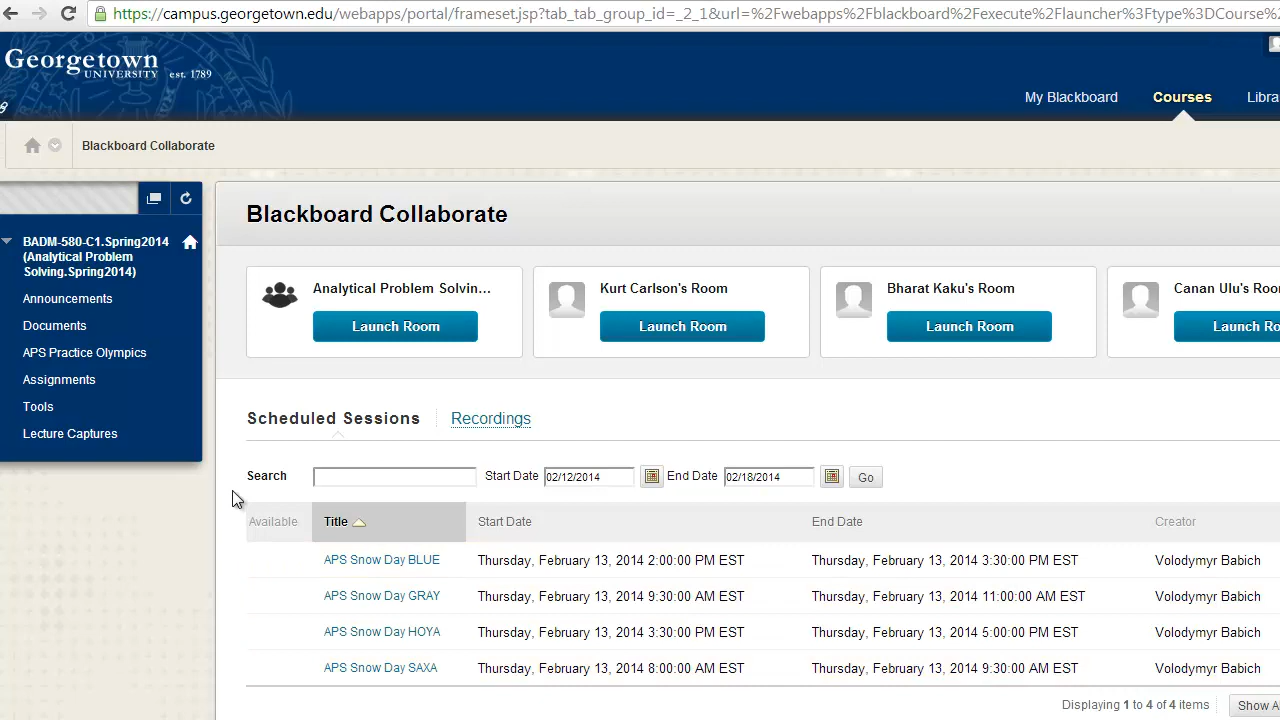 https://campus.georgetown.edu/webapps/portal/frameset.jsp?tab_tab_group_id=_2_1&url=%2Fwebapps%2Fblackboard%2Fexecute%2Flauncher%3Ftype%3DCourse%
Georgetown
UNIVERSITY est. 1789
My Blackboard Courses Libra
Blackboard Collaborate
BADM-580-C1.Spring2014
(Analytical Problem
Solving.Spring2014)
Announcements
Documents
APS Practice Olympics
Assignments
Tools
Lecture Captures
Blackboard Collaborate
Analytical Problem Solvin... Kurt Carlson's Room Bharat Kaku's Room Canan Ulu's Roo
Launch Room Launch Room Launch Room Launch Ro
Scheduled Sessions Recordings
Search Start Date 02/12/2014 End Date 02/18/2014 Go
Available Title Start Date End Date Creator
APS Snow Day BLUE Thursday, February 13, 2014 2:00:00 PM EST Thursday, February 13, 2014 3:30:00 PM EST Volodymyr Babich
APS Snow Day GRAY Thursday, February 13, 2014 9:30:00 AM EST Thursday, February 13, 2014 11:00:00 AM EST Volodymyr Babich
APS Snow Day HOYA Thursday, February 13, 2014 3:30:00 PM EST Thursday, February 13, 2014 5:00:00 PM EST Volodymyr Babich
APS Snow Day SAXA Thursday, February 13, 2014 8:00:00 AM EST Thursday, February 13, 2014 9:30:00 AM EST Volodymyr Babich
Displaying 1 to 4 of 4 items Show A